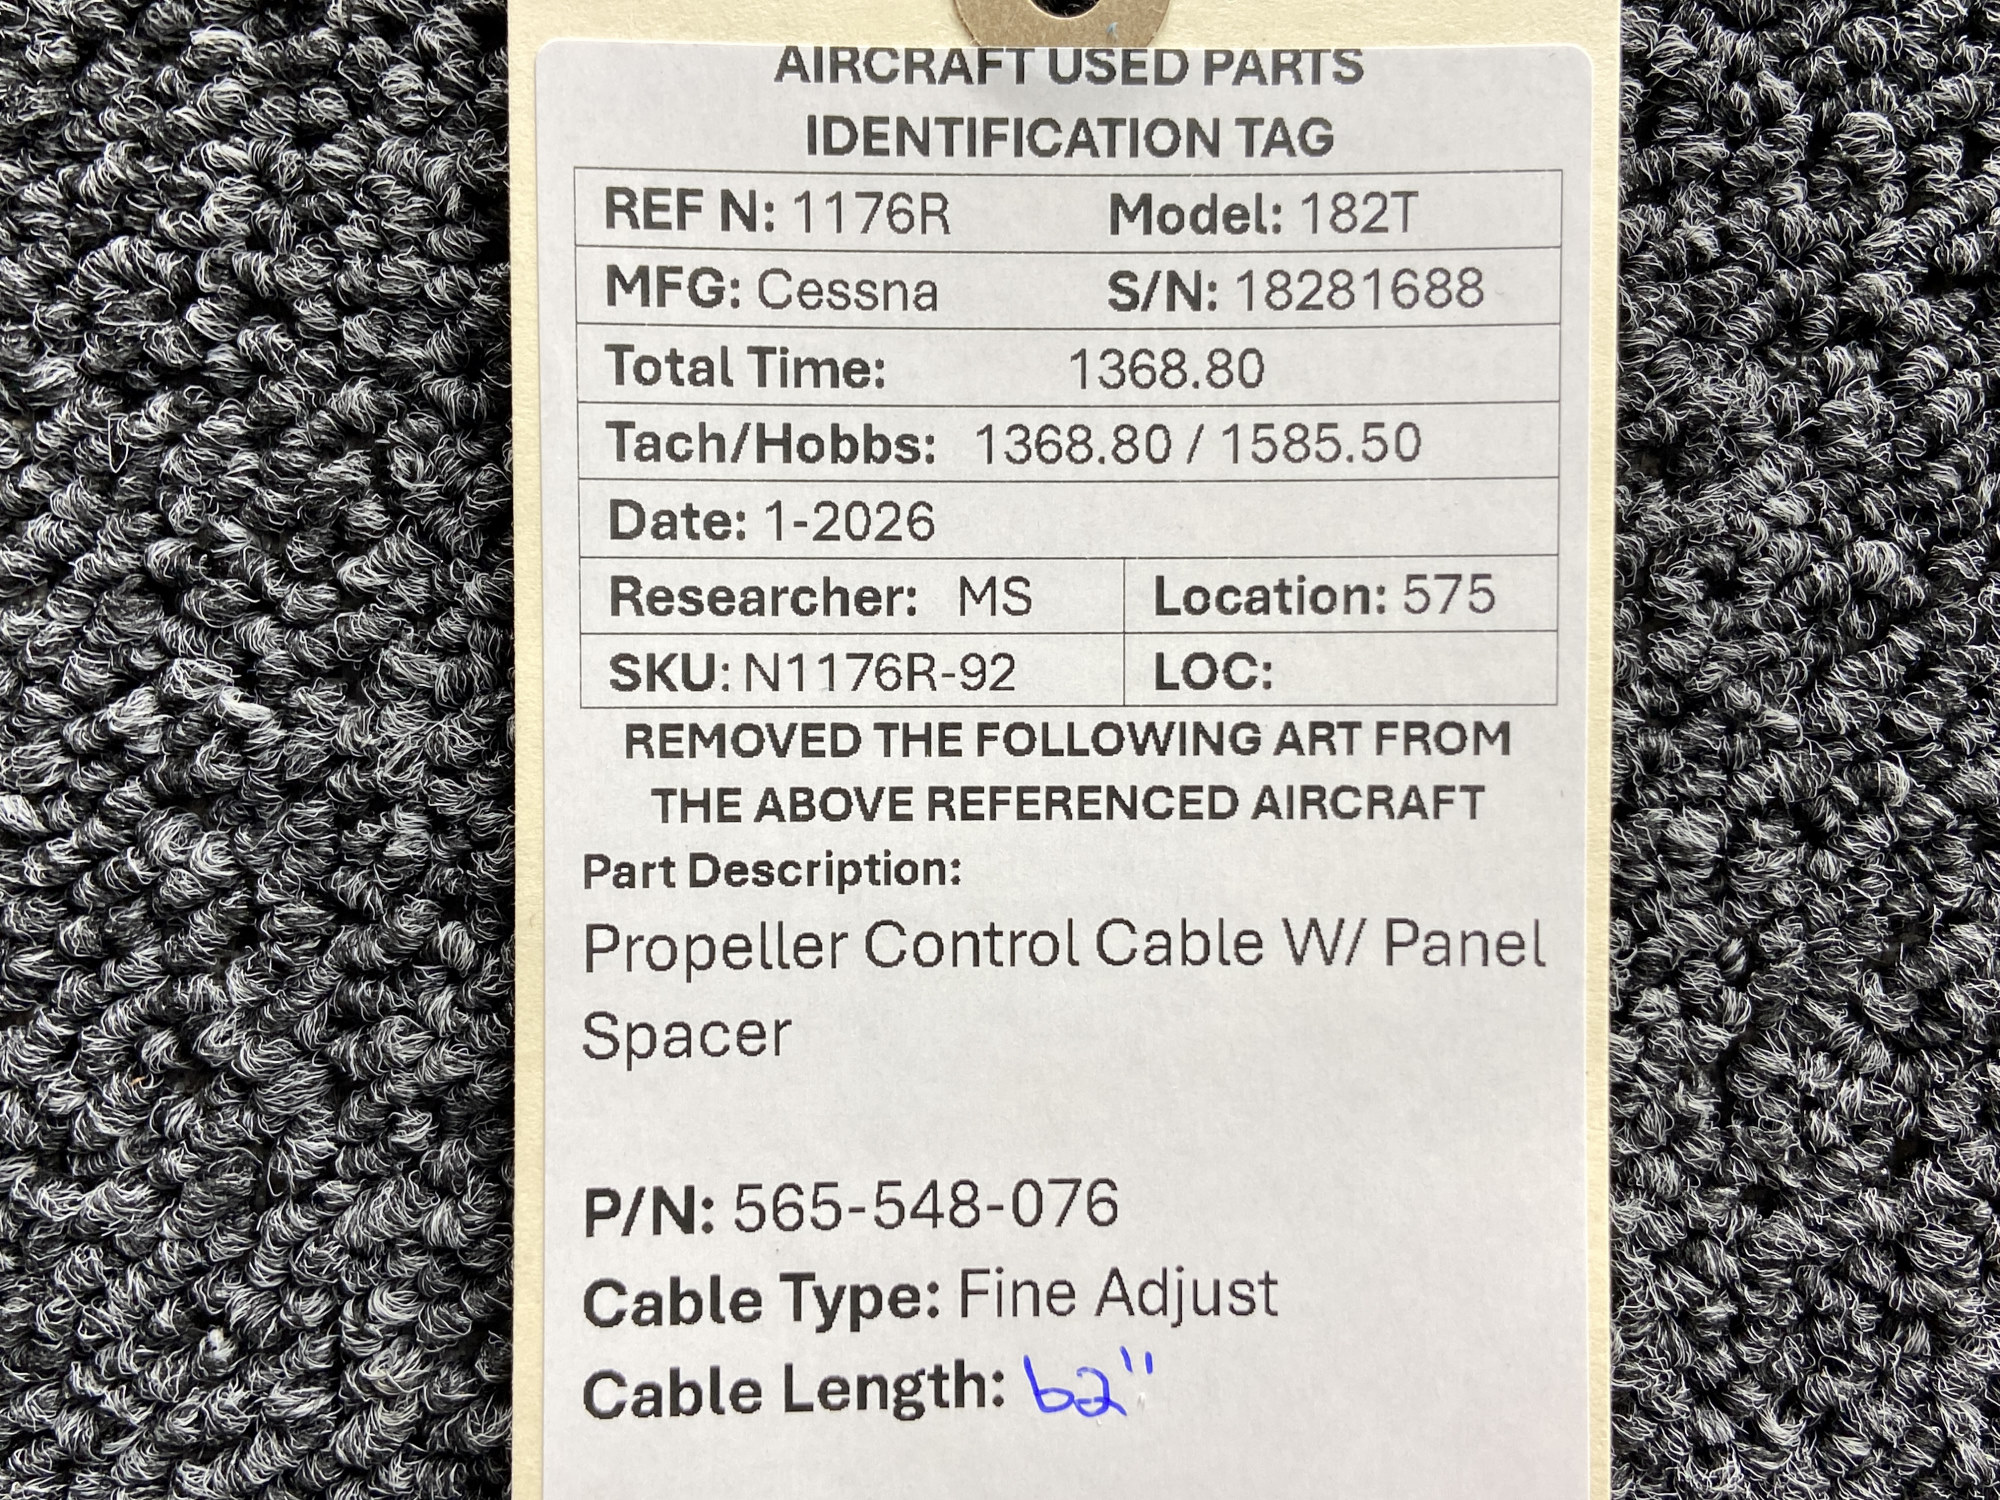 AIRCRAFT USED PARTS
IDENTIFICATION TAG
REF N: 1176R Model: 182T
MFG: Cessna S/N: 18281688
Total Time: 1368.80
Tach/Hobbs: 1368.80 / 1585.50
Date: 1-2026
Researcher: MS Location: 575
SKU: N1176R-92 LOC:
REMOVED THE FOLLOWING ART FROM
THE ABOVE REFERENCED AIRCRAFT
Part Description:
Propeller Control Cable W/ Panel
Spacer
P/N: 565-548-076
Cable Type: Fine Adjust
Cable Length: 62"